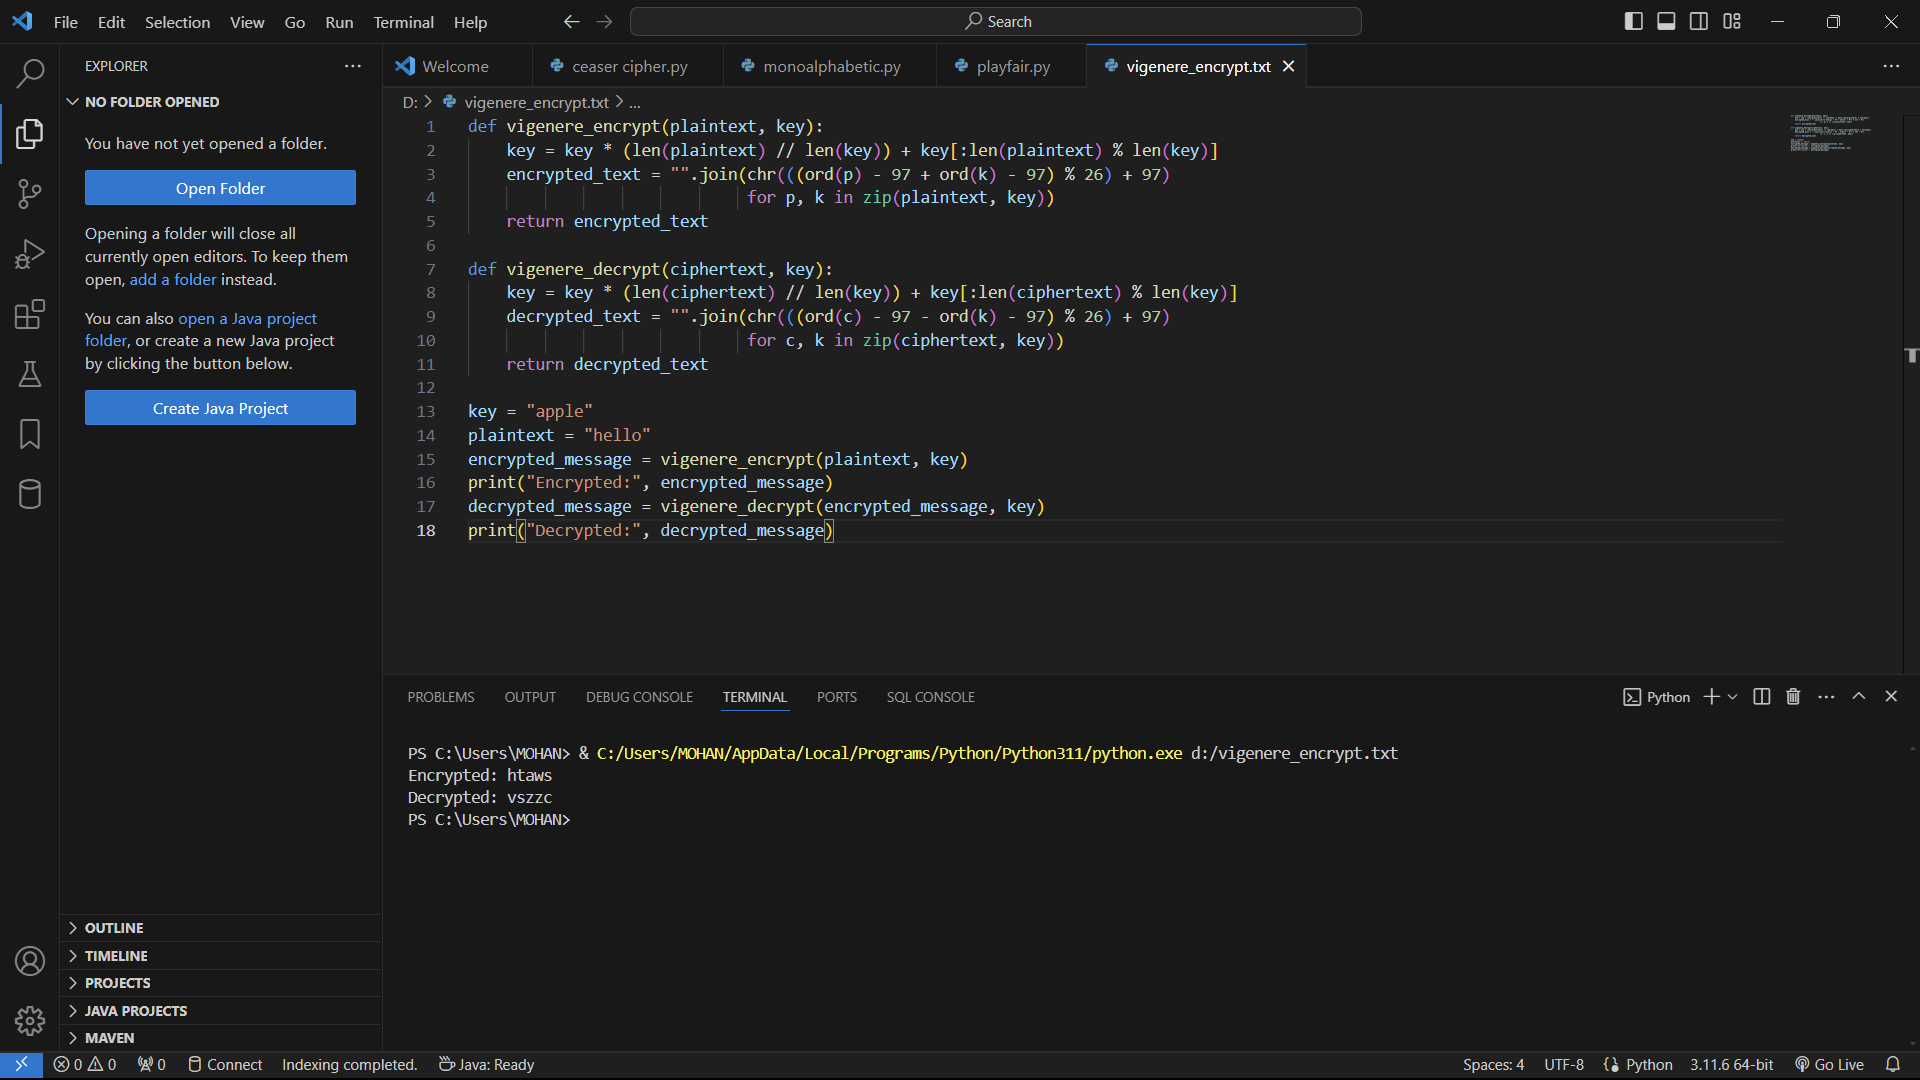 File Edit Selection View Go Run Terminal Help
Search
EXPLORER
NO FOLDER OPENED
You have not yet opened a folder.
Open Folder
Opening a folder will close all
currently open editors. To keep them
open, add a folder instead.
You can also open a Java project
folder, or create a new Java project
by clicking the button below.
Create Java Project
OUTLINE
TIMELINE
PROJECTS
JAVA PROJECTS
MAVEN
Welcome ceaser cipher.py monoalphabetic.py playfair.py vigenere_encrypt.txt
D: > vigenere_encrypt.txt > ...
1 def vigenere_encrypt(plaintext, key):
2 key = key * (len(plaintext) // len(key)) + key[:len(plaintext) % len(key)]
3 encrypted_text = "".join(chr(((ord(p) - 97 + ord(k) - 97) % 26) + 97)
4 for p, k in zip(plaintext, key))
5 return encrypted_text
6
7 def vigenere_decrypt(ciphertext, key):
8 key = key * (len(ciphertext) // len(key)) + key[:len(ciphertext) % len(key)]
9 decrypted_text = "".join(chr(((ord(c) - 97 - ord(k) - 97) % 26) + 97)
10 for c, k in zip(ciphertext, key))
11 return decrypted_text
12
13 key = "apple"
14 plaintext = "hello"
15 encrypted_message = vigenere_encrypt(plaintext, key)
16 print("Encrypted:", encrypted_message)
17 decrypted_message = vigenere_decrypt(encrypted_message, key)
18 print("Decrypted:", decrypted_message)
PROBLEMS OUTPUT DEBUG CONSOLE TERMINAL PORTS SQL CONSOLE
Python
PS C:\Users\MOHAN> & C:/Users/MOHAN/AppData/Local/Programs/Python/Python311/python.exe d:/vigenere_encrypt.txt
Encrypted: htaws
Decrypted: vszzc
PS C:\Users\MOHAN>
0 0 0 Connect Indexing completed. Java: Ready
Spaces: 4 UTF-8 Python 3.11.6 64-bit Go Live